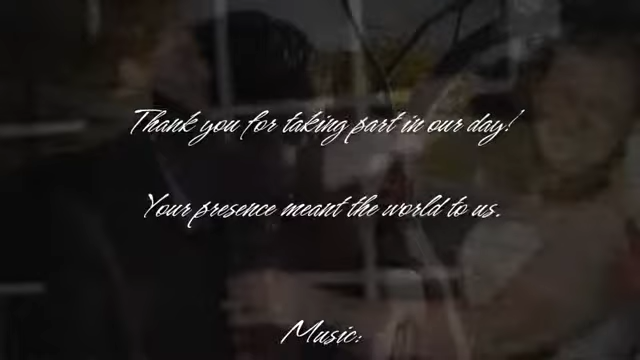 Thank you for taking part in our day!
Your presence meant the world to us.
Music: